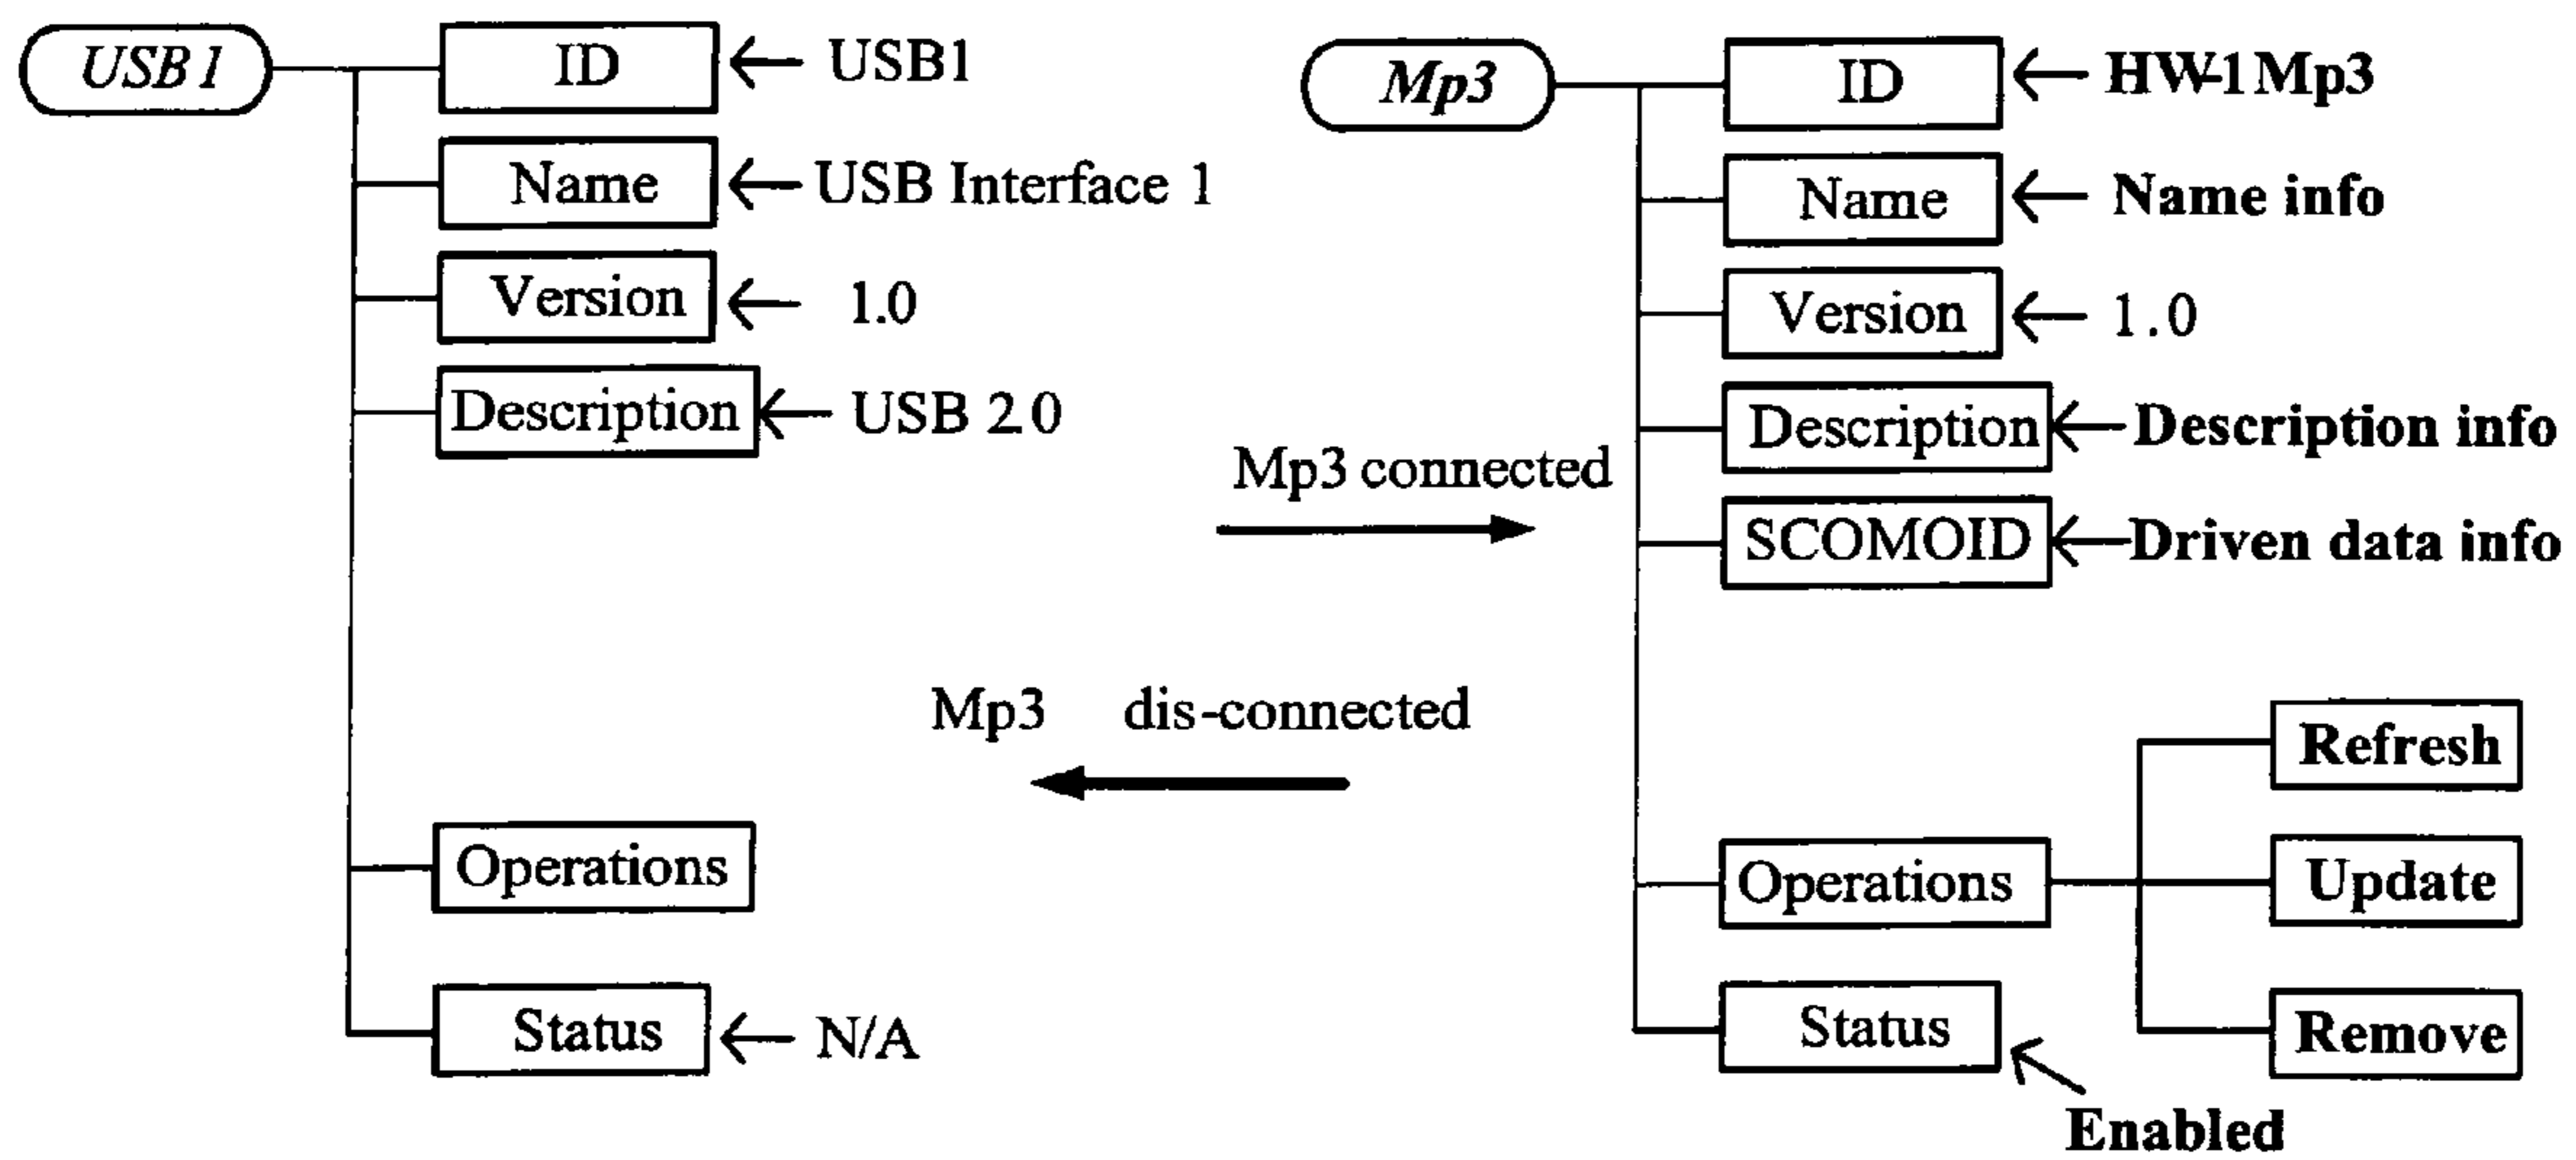 USB1
ID
USB1
Name
USB Interface 1
Version
1.0
Description
USB 2.0
Operations
Status
N/A
Mp3 connected
Mp3 dis-connected
Mp3
ID
HW-1Mp3
Name
Name info
Version
1.0
Description
Description info
SCOMOID
Driven data info
Operations
Refresh
Update
Remove
Status
Enabled